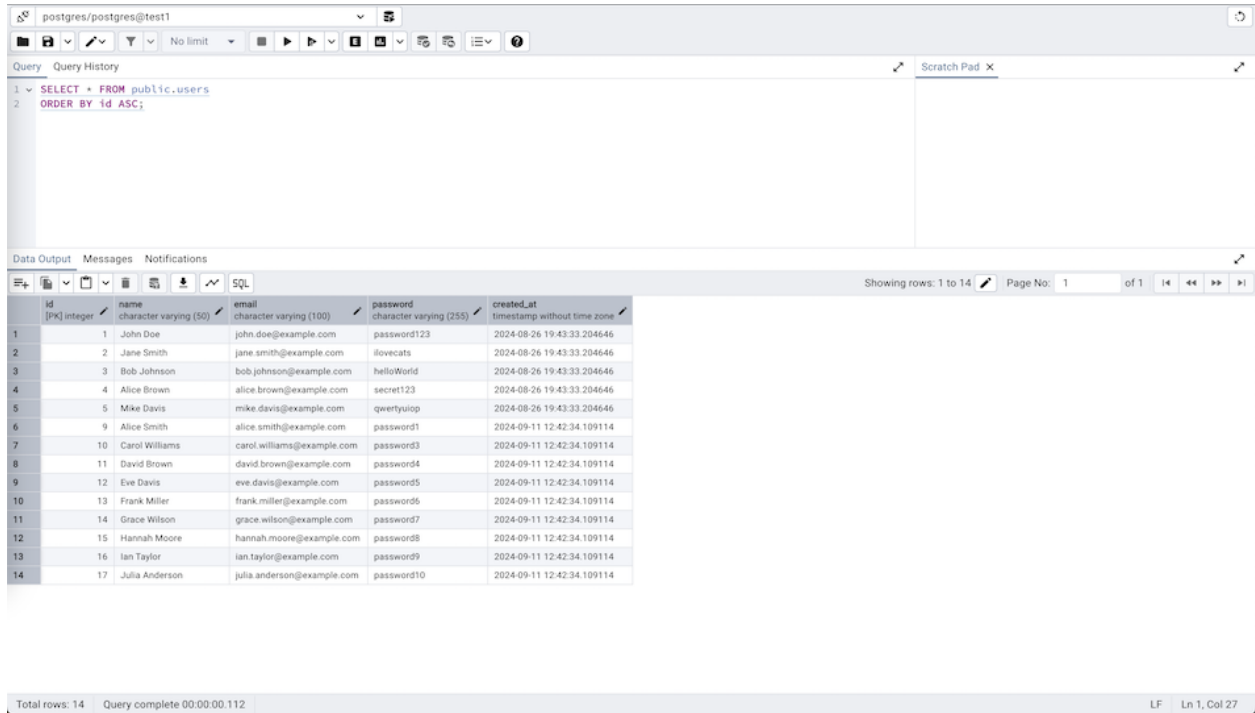 postgres/postgres@test1
No limit
Query Query History Scratch Pad
1 SELECT * FROM public.users
2 ORDER BY id ASC;
Data Output Messages Notifications
SQL Showing rows: 1 to 14 Page No: 1 of 1
id name email password created_at
[PK] integer character varying (50) character varying (100) character varying (255) timestamp without time zone
1 1 John Doe john.doe@example.com password123 2024-08-26 19:43:33.204646
2 2 Jane Smith jane.smith@example.com ilovecats 2024-08-26 19:43:33.204646
3 3 Bob Johnson bob.johnson@example.com helloWorld 2024-08-26 19:43:33.204646
4 4 Alice Brown alice.brown@example.com secret123 2024-08-26 19:43:33.204646
5 5 Mike Davis mike.davis@example.com qwertyuiop 2024-08-26 19:43:33.204646
6 9 Alice Smith alice.smith@example.com password1 2024-09-11 12:42:34.109114
7 10 Carol Williams carol.williams@example.com password3 2024-09-11 12:42:34.109114
8 11 David Brown david.brown@example.com password4 2024-09-11 12:42:34.109114
9 12 Eve Davis eve.davis@example.com password5 2024-09-11 12:42:34.109114
10 13 Frank Miller frank.miller@example.com password6 2024-09-11 12:42:34.109114
11 14 Grace Wilson grace.wilson@example.com password7 2024-09-11 12:42:34.109114
12 15 Hannah Moore hannah.moore@example.com password8 2024-09-11 12:42:34.109114
13 16 Ian Taylor ian.taylor@example.com password9 2024-09-11 12:42:34.109114
14 17 Julia Anderson julia.anderson@example.com password10 2024-09-11 12:42:34.109114
Total rows: 14 Query complete 00:00:00.112 LF Ln 1, Col 27